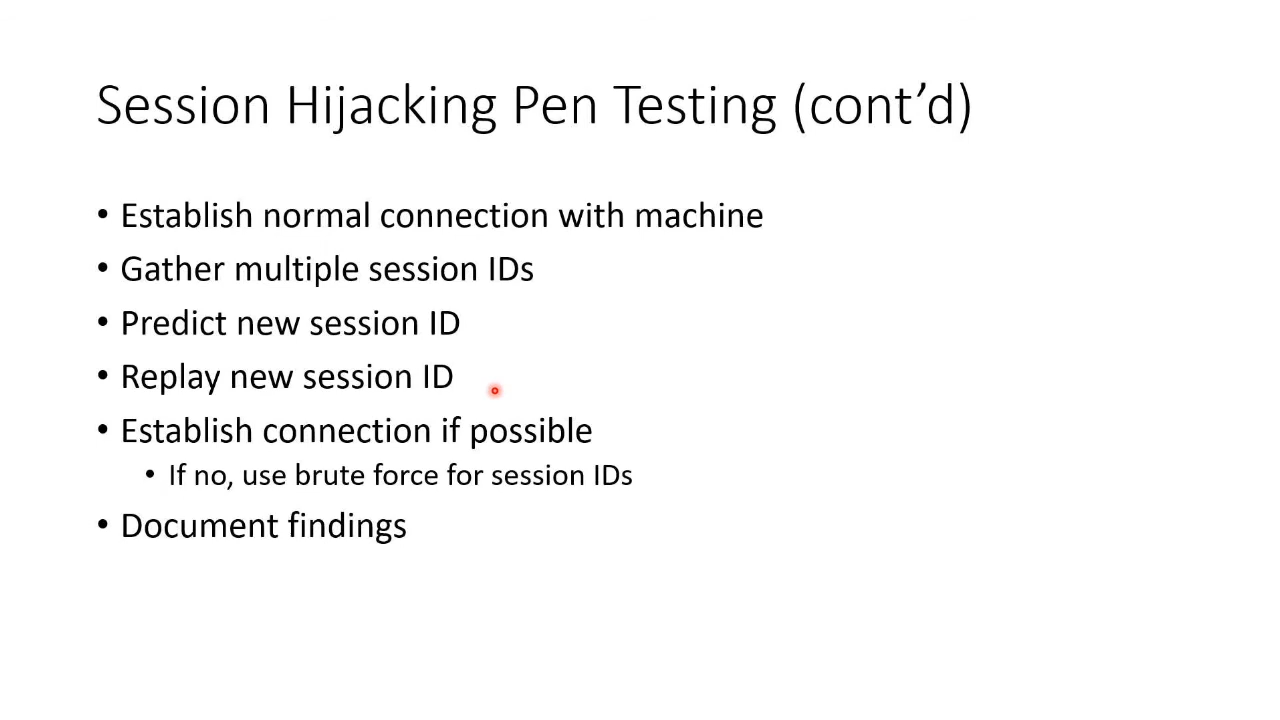 Session Hijacking Pen Testing (cont’d)
• Establish normal connection with machine
• Gather multiple session IDs
• Predict new session ID
• Replay new session ID
• Establish connection if possible
• If no, use brute force for session IDs
• Document findings